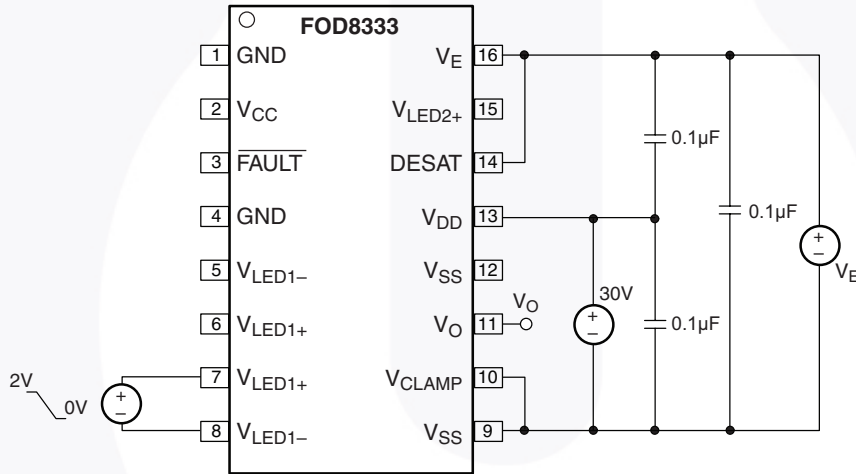 FOD8333
1 GND
2 VCC
3 FAULT
4 GND
5 VLED1–
6 VLED1+
7 VLED1+
8 VLED1–
VE 16
VLED2+ 15
DESAT 14
VDD 13
VSS 12
VO 11
VCLAMP 10
VSS 9
2V
0V
+
–
VO
30V
+
–
0.1µF
0.1µF
0.1µF
+
–
VE